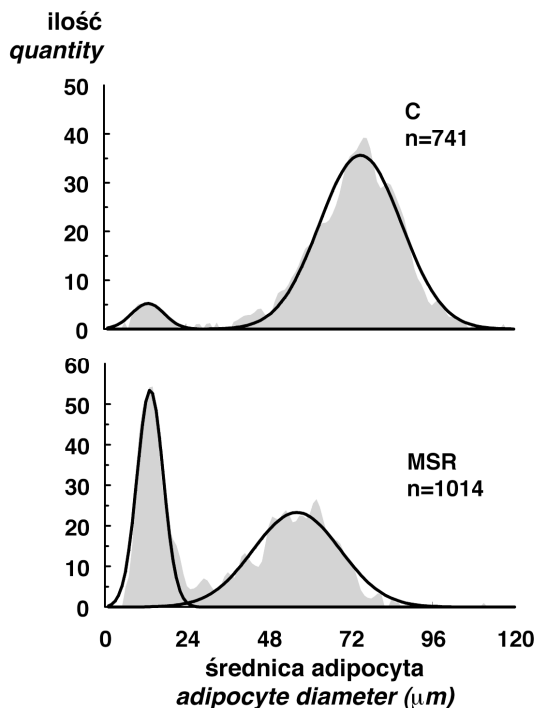 ilość
quantity
50
40
30
20
10
0
C
n=741
60
50
40
30
20
10
0
MSR
n=1014
0 24 48 72 96 120
średnica adipocyta
adipocyte diameter (μm)